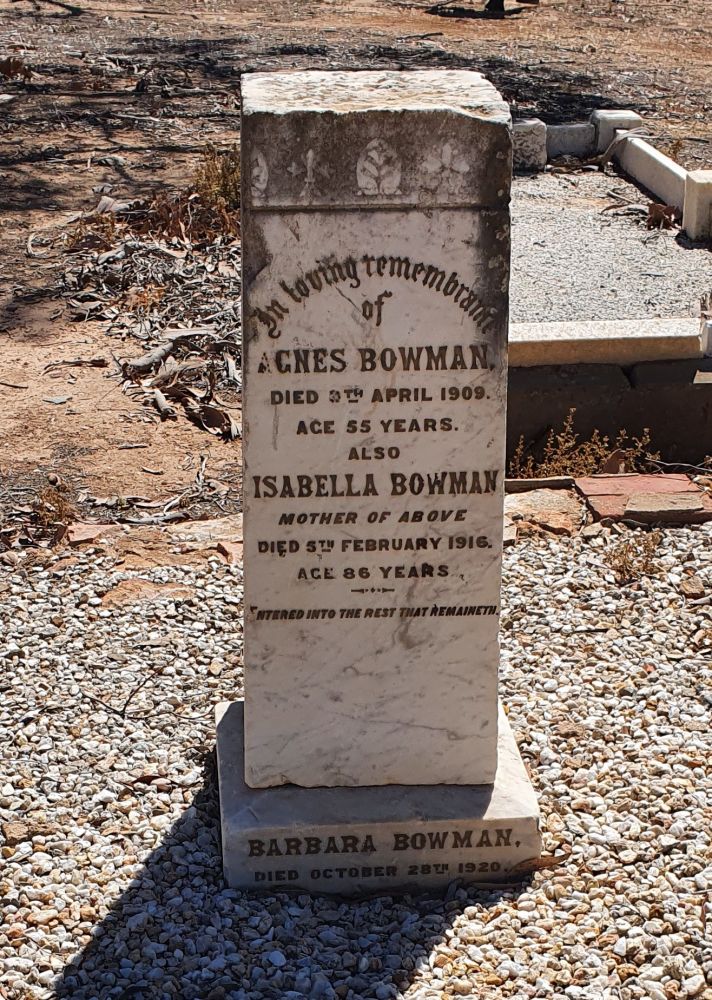 In loving remembrance
of
AGNES BOWMAN,
DIED TH APRIL 1909.
AGE 55 YEARS.
ALSO
ISABELLA BOWMAN
MOTHER OF ABOVE
DIED 5TH FEBRUARY 1916.
AGE 86 YEARS.
ENTERED INTO THE REST THAT REMAINETH.
BARBARA BOWMAN,
DIED OCTOBER 28TH 1920.